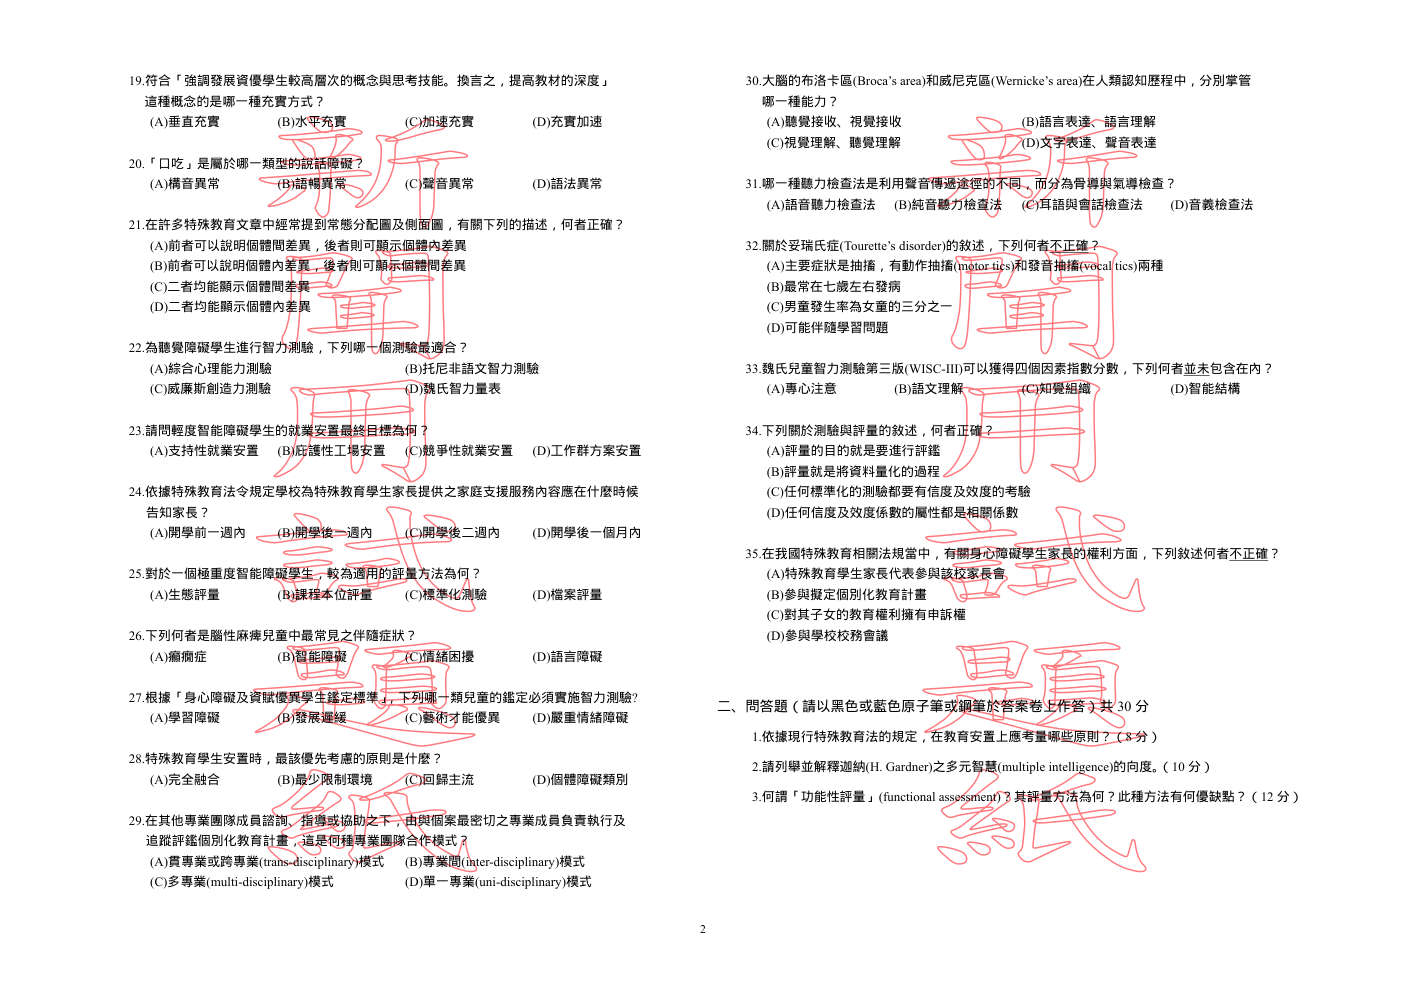 19.符合「強調發展資優學生較高層次的概念與思考技能。換言之，提高教材的深度」
這種概念的是哪一種充實方式？
(A)垂直充實 (B)水平充實 (C)加速充實 (D)充實加速
20.「口吃」是屬於哪一類型的說話障礙？
(A)構音異常 (B)語暢異常 (C)聲音異常 (D)語法異常
21.在許多特殊教育文章中經常提到常態分配圖及側面圖，有關下列的描述，何者正確？
(A)前者可以說明個體間差異，後者則可顯示個體內差異
(B)前者可以說明個體內差異，後者則可顯示個體間差異
(C)二者均能顯示個體間差異
(D)二者均能顯示個體內差異
22.為聽覺障礙學生進行智力測驗，下列哪一個測驗最適合？
(A)綜合心理能力測驗 (B)托尼非語文智力測驗
(C)威廉斯創造力測驗 (D)魏氏智力量表
23.請問輕度智能障礙學生的就業安置最終目標為何？
(A)支持性就業安置 (B)庇護性工場安置 (C)競爭性就業安置 (D)工作群方案安置
24.依據特殊教育法令規定學校為特殊教育學生家長提供之家庭支援服務內容應在什麼時候
告知家長？
(A)開學前一週內 (B)開學後一週內 (C)開學後二週內 (D)開學後一個月內
25.對於一個極重度智能障礙學生，較為適用的評量方法為何？
(A)生態評量 (B)課程本位評量 (C)標準化測驗 (D)檔案評量
26.下列何者是腦性麻痺兒童中最常見之伴隨症狀？
(A)癲癇症 (B)智能障礙 (C)情緒困擾 (D)語言障礙
27.根據「身心障礙及資賦優異學生鑑定標準」，下列哪一類兒童的鑑定必須實施智力測驗?
(A)學習障礙 (B)發展遲緩 (C)藝術才能優異 (D)嚴重情緒障礙
28.特殊教育學生安置時，最該優先考慮的原則是什麼？
(A)完全融合 (B)最少限制環境 (C)回歸主流 (D)個體障礙類別
29.在其他專業團隊成員諮詢、指導或協助之下，由與個案最密切之專業成員負責執行及
追蹤評鑑個別化教育計畫，這是何種專業團隊合作模式？
(A)貫專業或跨專業(trans-disciplinary)模式 (B)專業間(inter-disciplinary)模式
(C)多專業(multi-disciplinary)模式 (D)單一專業(uni-disciplinary)模式
30.大腦的布洛卡區(Broca's area)和威尼克區(Wernicke's area)在人類認知歷程中，分別掌管
哪一種能力？
(A)聽覺接收、視覺接收 (B)語言表達、語言理解
(C)視覺理解、聽覺理解 (D)文字表達、聲音表達
31.哪一種聽力檢查法是利用聲音傳遞途徑的不同，而分為骨導與氣導檢查？
(A)語音聽力檢查法 (B)純音聽力檢查法 (C)耳語與會話檢查法 (D)音義檢查法
32.關於妥瑞氏症(Tourette's disorder)的敘述，下列何者不正確？
(A)主要症狀是抽搐，有動作抽搐(motor tics)和發音抽搐(vocal tics)兩種
(B)最常在七歲左右發病
(C)男童發生率為女童的三分之一
(D)可能伴隨學習問題
33.魏氏兒童智力測驗第三版(WISC-III)可以獲得四個因素指數分數，下列何者並未包含在內？
(A)專心注意 (B)語文理解 (C)知覺組織 (D)智能結構
34.下列關於測驗與評量的敘述，何者正確？
(A)評量的目的就是要進行評鑑
(B)評量就是將資料量化的過程
(C)任何標準化的測驗都要有信度及效度的考驗
(D)任何信度及效度係數的屬性都是相關係數
35.在我國特殊教育相關法規當中，有關身心障礙學生家長的權利方面，下列敘述何者不正確？
(A)特殊教育學生家長代表參與該校家長會
(B)參與擬定個別化教育計畫
(C)對其子女的教育權利擁有申訴權
(D)參與學校校務會議
二、問答題（請以黑色或藍色原子筆或鋼筆於答案卷上作答）共 30 分
1.依據現行特殊教育法的規定，在教育安置上應考量哪些原則？（8 分）
2.請列舉並解釋迦納(H. Gardner)之多元智慧(multiple intelligence)的向度。（10 分）
3.何謂「功能性評量」(functional assessment)？其評量方法為何？此種方法有何優缺點？（12 分）
新聞用試題紙
新聞用試題紙
2